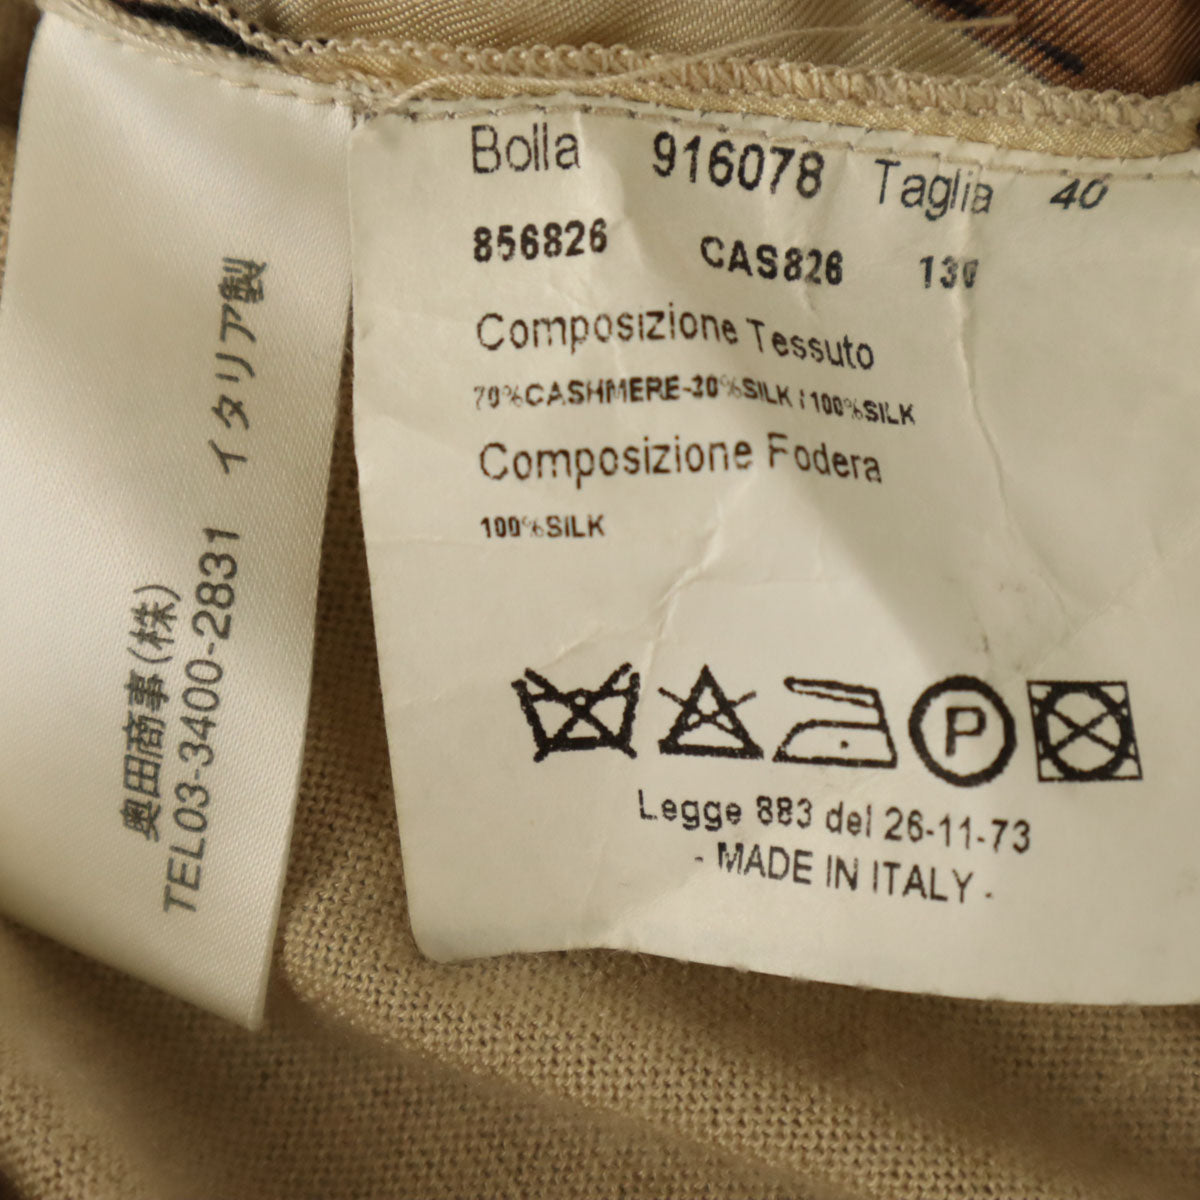 イタリア製
奥田商事(株)
TEL03-3400-2831
Bolla 916078 Taglia 40
856826 CAS826
Composizione Tessuto
70%CASHMERE-30%SILK/100%SILK
Composizione Fodera
100%SILK
P
Legge 883 del 26-11-73
- MADE IN ITALY -